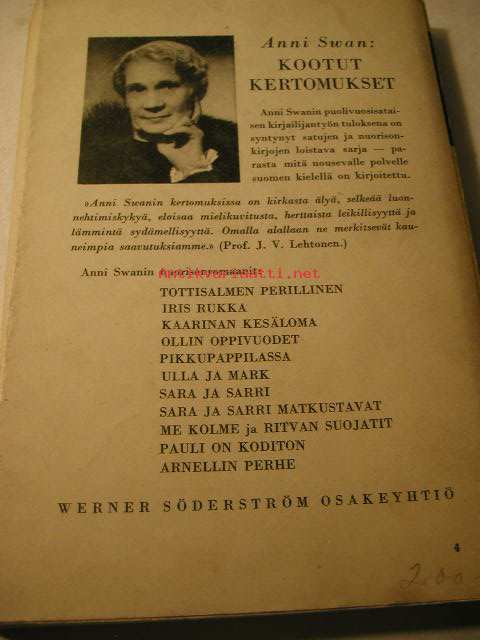 Anni Swan:
KOOTUT
KERTOMUKSET
Anni Swanin puolivuosisatai-
sen kirjailijantyön tuloksena on
syntynyt satujen ja nuorison-
kirjojen loistava sarja — pa-
rasta mitä nousevalle polvelle
suomen kielellä on kirjoitettu.
»Anni Swanin kertomuksissa on kirkasta älyä, selkeää luon-
nehtimiskykyä, eloisaa mielikuvitusta, herttaista leikillisyyttä ja
lämmintä sydämellisyyttä. Omalla alallaan ne merkitsevät kau-
neimpia saavutuksiamme.» (Prof. J. V. Lehtonen.)
Anni Swanin nuorisonromaanit:
antikvariaatti.net
TOTTISALMEN PERILLINEN
IRIS RUKKA
KAARINAN KESÄLOMA
OLLIN OPPIVUODET
PIKKUPAPPILASSA
ULLA JA MARK
SARA JA SARRI
SARA JA SARRI MATKUSTAVAT
ME KOLME ja RITVAN SUOJATIT
PAULI ON KODITON
ARNELLIN PERHE
WERNER SÖDERSTRÖM OSAKEYHTIÖ
4
200